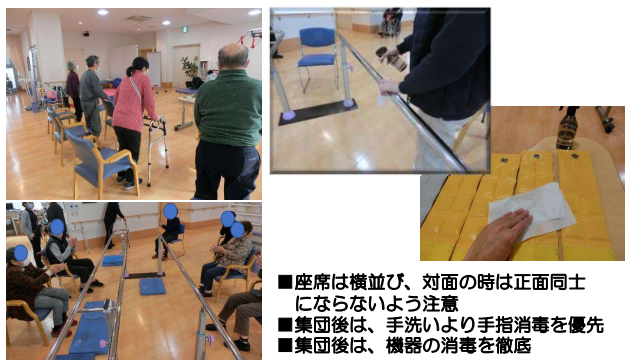 ■座席は横並び、対面の時は正面同士
にならないよう注意
■集団後は、手洗いより手指消毒を優先
■集団後は、機器の消毒を徹底